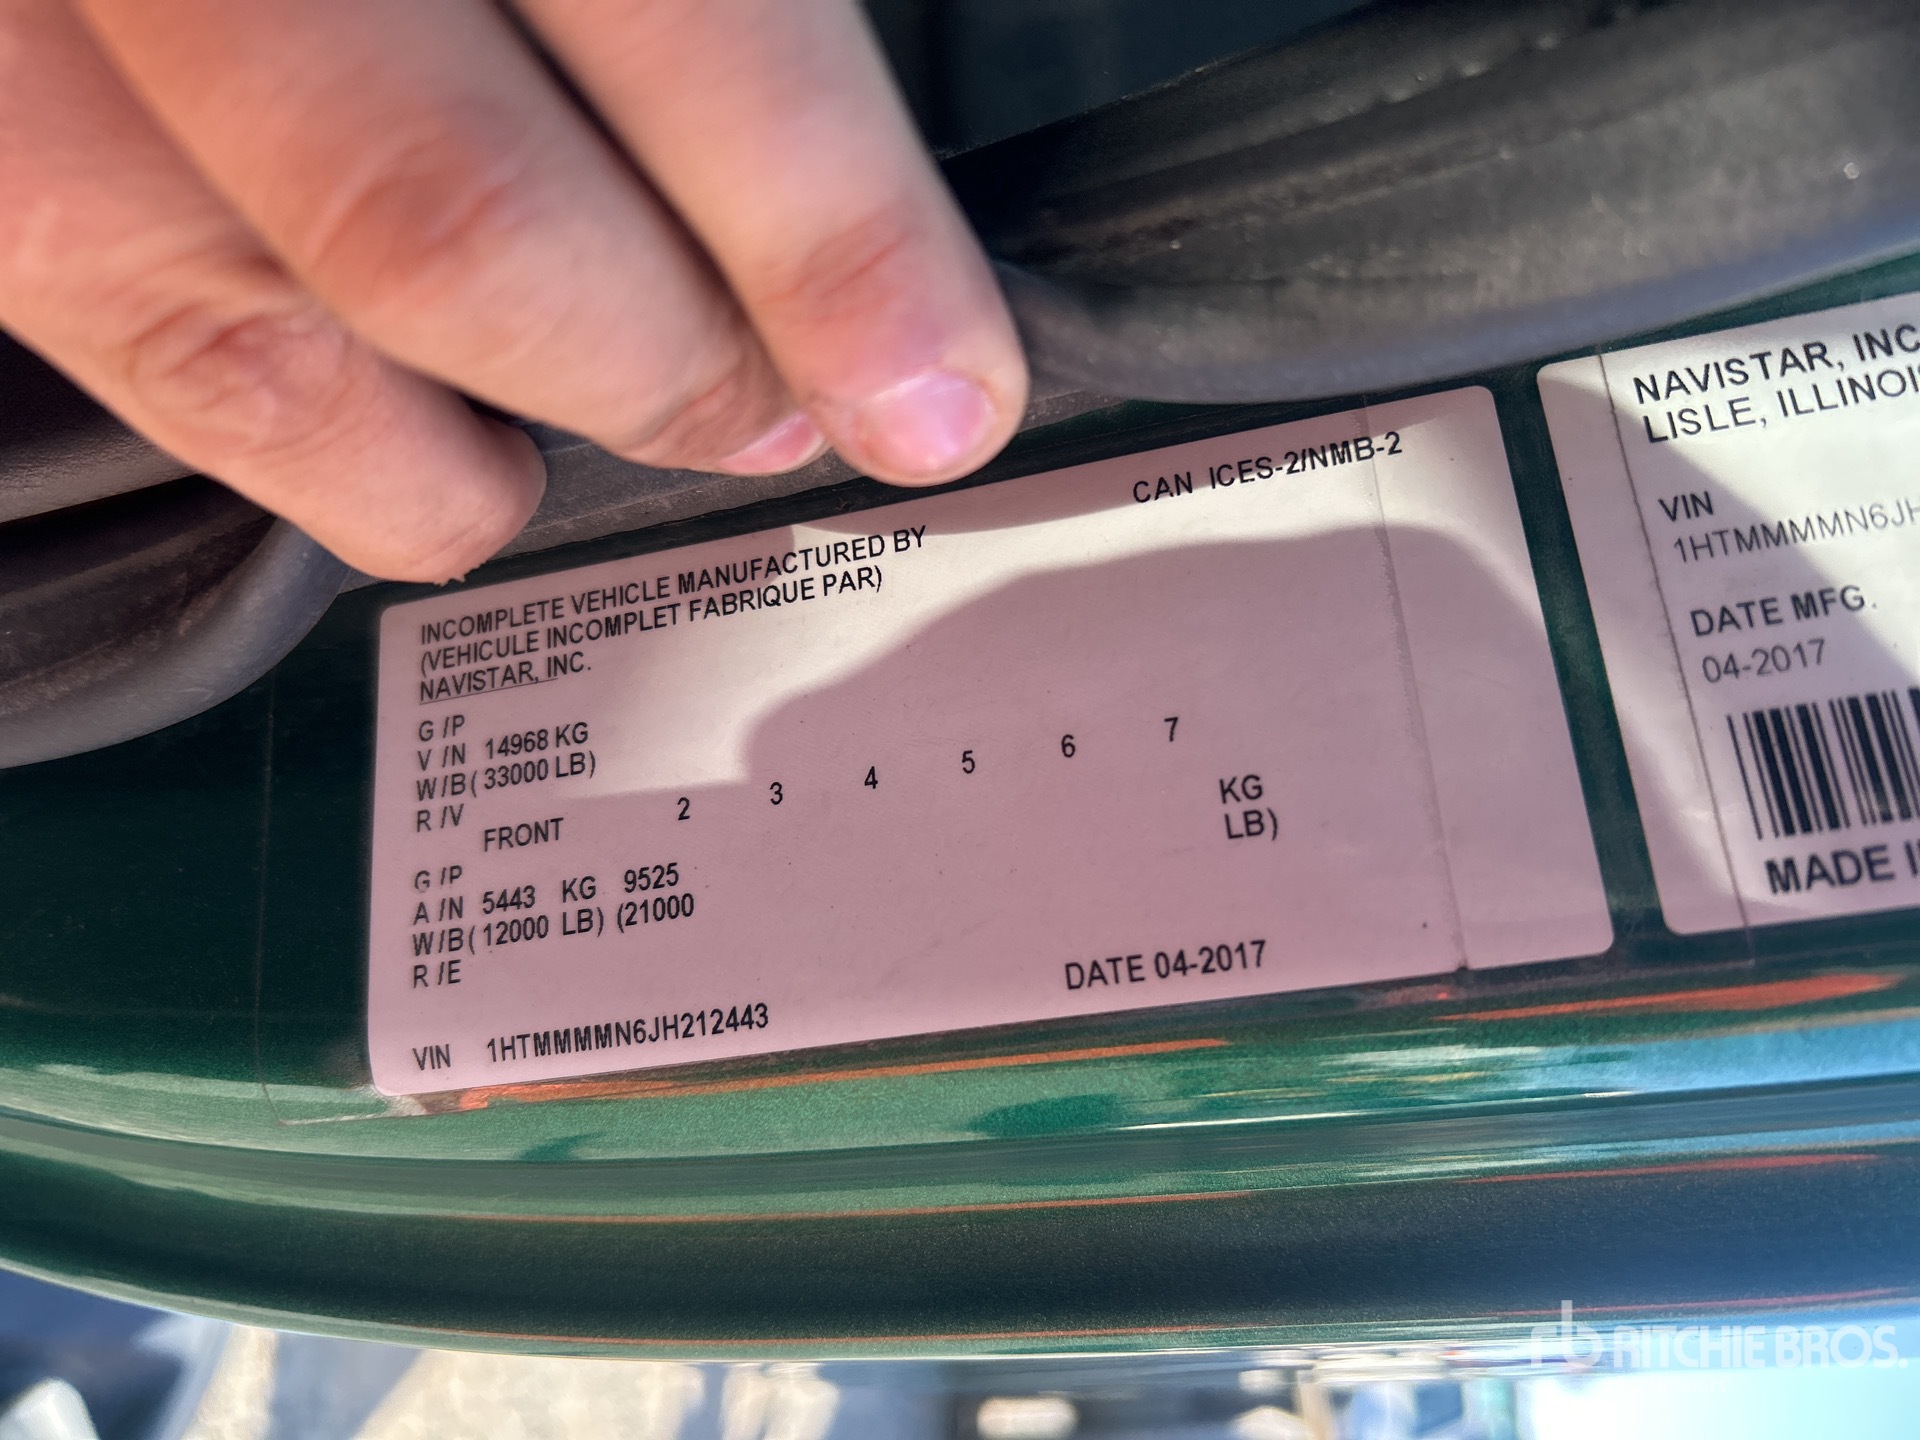 INCOMPLETE VEHICLE MANUFACTURED BY
(VEHICULE INCOMPLET FABRIQUE PAR)
NAVISTAR, INC.
CAN ICES-2/NMB-2
G /P
V /N 14968 KG
W/B( 33000 LB)
R /V
FRONT 2 3 4 5 6 7
G /P
A /N 5443 KG 9525 KG
W/B( 12000 LB) (21000 LB)
R /E
VIN 1HTMMMMN6JH212443
DATE 04-2017
NAVISTAR, INC
LISLE, ILLINOIS
VIN
1HTMMMMN6JH
DATE MFG.
04-2017
MADE I
RITCHIE BROS.